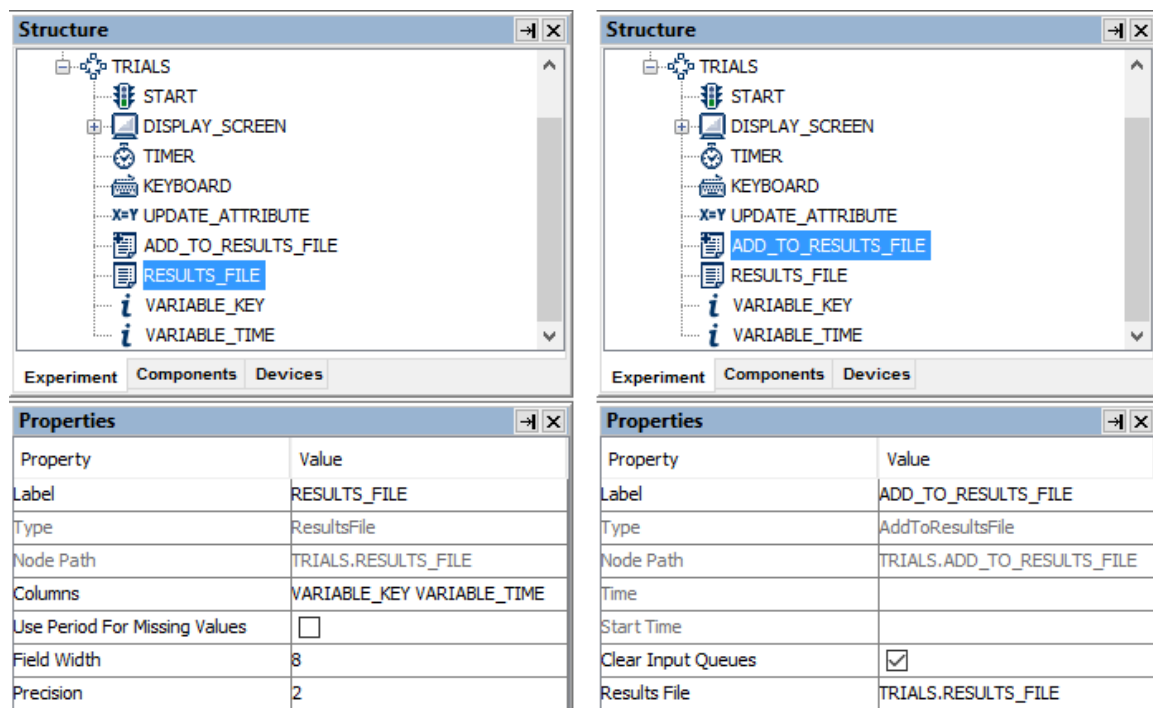 Structure
TRIALS
START
DISPLAY_SCREEN
TIMER
KEYBOARD
X=Y UPDATE_ATTRIBUTE
ADD_TO_RESULTS_FILE
RESULTS_FILE
i VARIABLE_KEY
i VARIABLE_TIME
Experiment Components Devices
Properties
Property Value
Label RESULTS_FILE
Type ResultsFile
Node Path TRIALS.RESULTS_FILE
Columns VARIABLE_KEY VARIABLE_TIME
Use Period For Missing Values
Field Width 8
Precision 2
Structure
TRIALS
START
DISPLAY_SCREEN
TIMER
KEYBOARD
X=Y UPDATE_ATTRIBUTE
ADD_TO_RESULTS_FILE
RESULTS_FILE
i VARIABLE_KEY
i VARIABLE_TIME
Experiment Components Devices
Properties
Property Value
Label ADD_TO_RESULTS_FILE
Type AddToResultsFile
Node Path TRIALS.ADD_TO_RESULTS_FILE
Time
Start Time
Clear Input Queues
Results File TRIALS.RESULTS_FILE